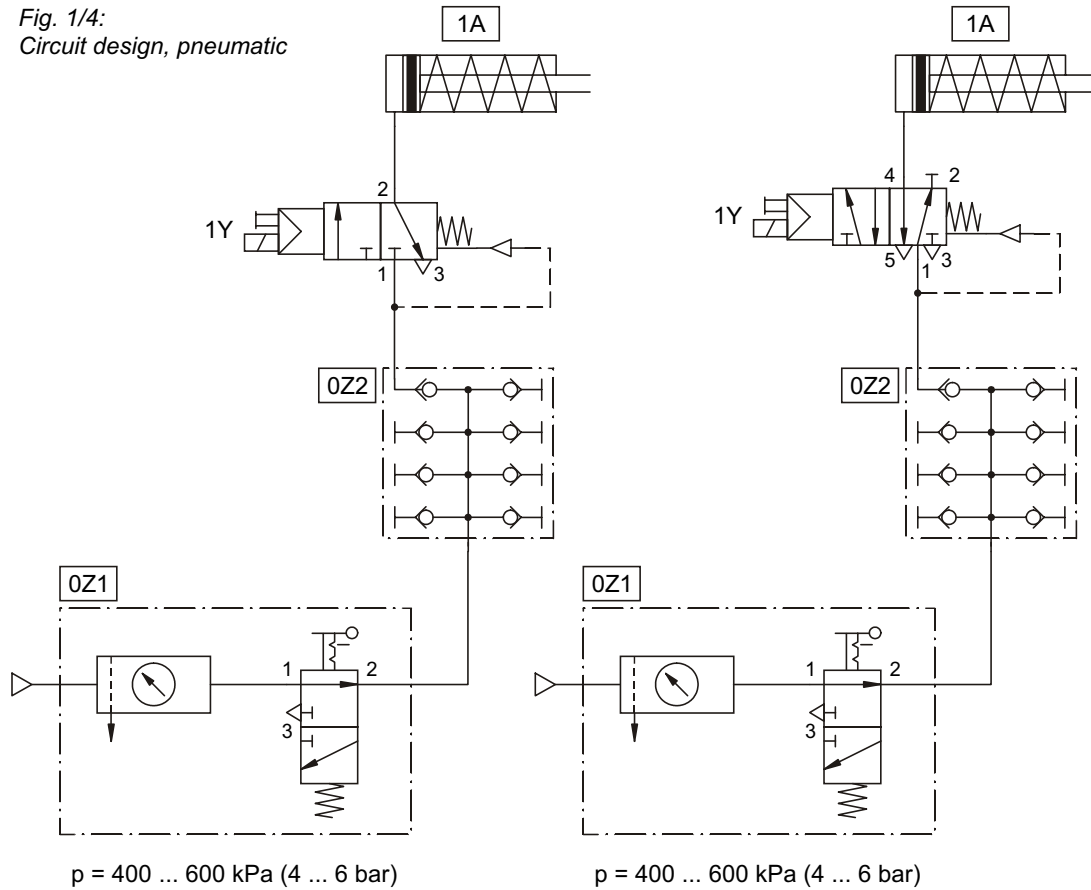 Fig. 1/4:
Circuit design, pneumatic
1A
1A
2
1Y
1
3
4
2
1Y
5
1
3
0Z2
0Z2
0Z1
1
2
3
0Z1
1
2
3
p = 400 ... 600 kPa (4 ... 6 bar)
p = 400 ... 600 kPa (4 ... 6 bar)